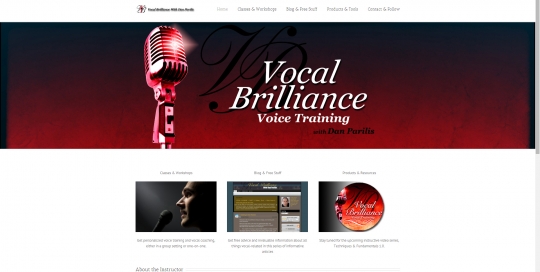 Vocal Brilliance With Dan Parilis
Home Classes & Workshops Blog & Free Stuff Products & Tools Contact & Follow
Vocal
Brilliance
Voice Training
with Dan Parilis
Classes & Workshops Blog & Free Stuff Products & Resources
Vocal
Brilliance
Get personalized voice training and vocal coaching,
either in a group setting or one-on-one.
Get free advice and invaluable information about all
things vocal related in this series of informative
articles.
Stay tuned for the upcoming instruction video series,
Techniques & Fundamentals 1.0.
About the Instructor